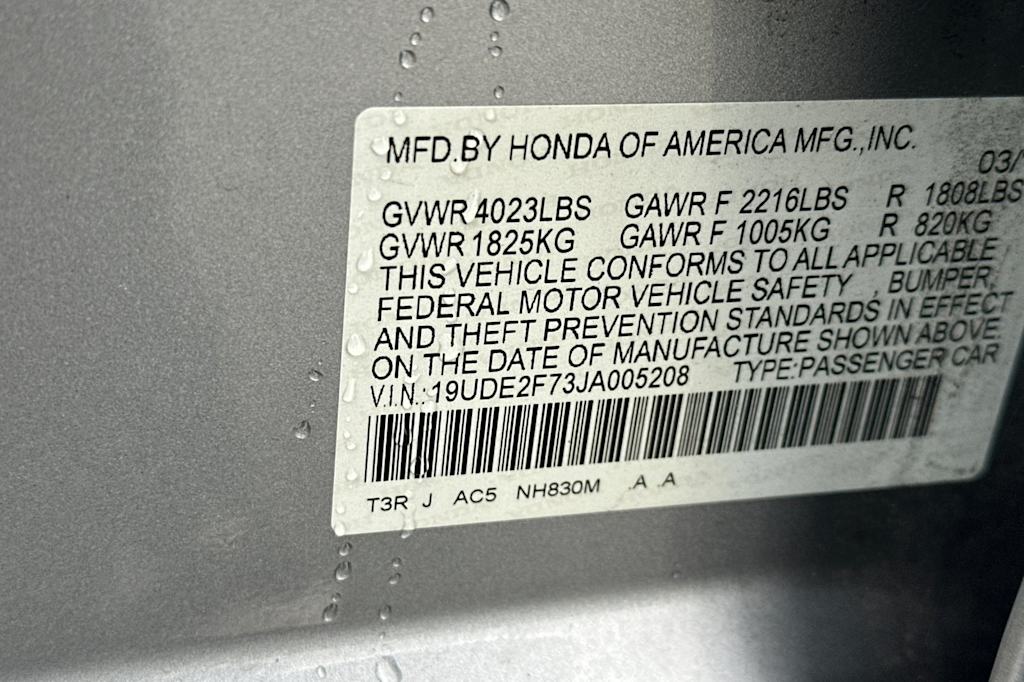 MFD.BY HONDA OF AMERICA MFG.,INC.
03/
GVWR 4023LBS GAWR F 2216LBS R 1808LBS
GVWR 1825KG GAWR F 1005KG R 820KG
THIS VEHICLE CONFORMS TO ALL APPLICABLE
FEDERAL MOTOR VEHICLE SAFETY , BUMPER,
AND THEFT PREVENTION STANDARDS IN EFFECT
ON THE DATE OF MANUFACTURE SHOWN ABOVE.
V.I.N.: 19UDE2F73JA005208 TYPE:PASSENGER CAR
T3R J AC5 NH830M .A .A